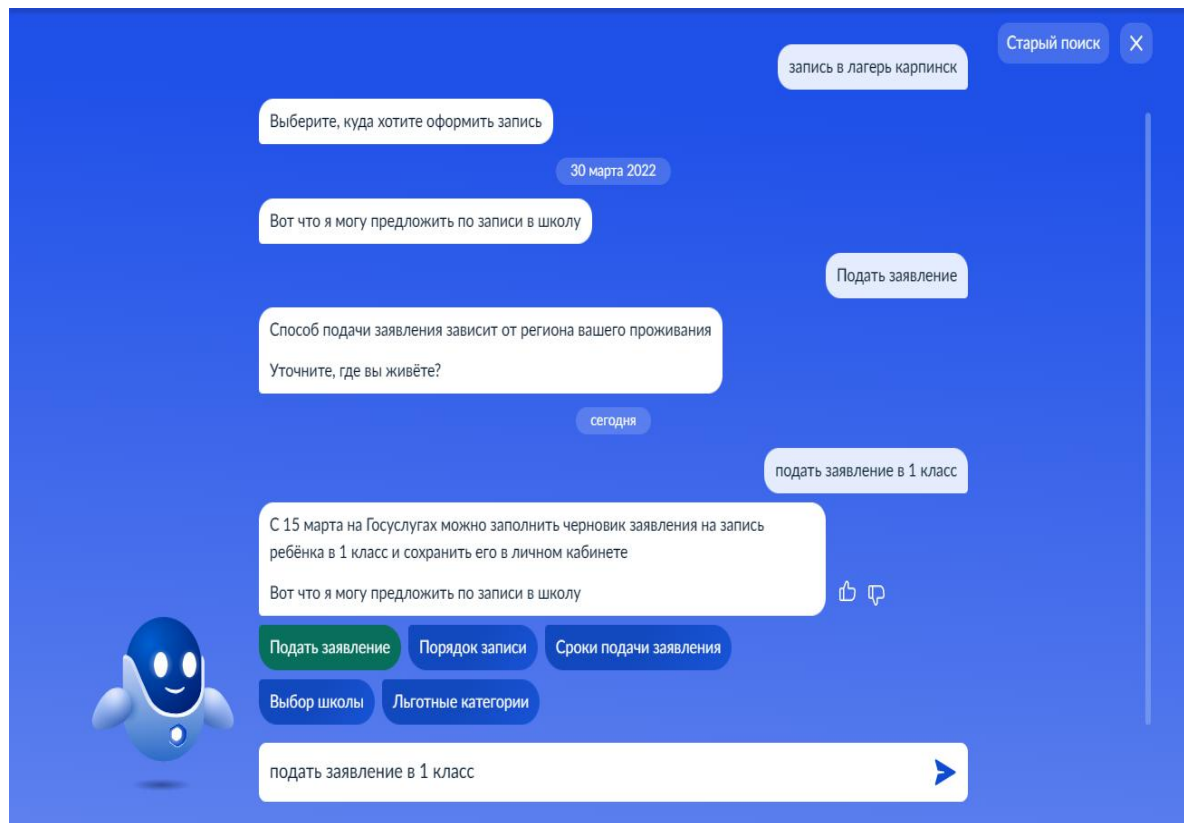 Старый поиск
запись в лагерь карпинск
Выберите, куда хотите оформить запись
30 марта 2022
Вот что я могу предложить по записи в школу
Подать заявление
Способ подачи заявления зависит от региона вашего проживания
Уточните, где вы живёте?
сегодня
подать заявление в 1 класс
С 15 марта на Госуслугах можно заполнить черновик заявления на запись
ребёнка в 1 класс и сохранить его в личном кабинете
Вот что я могу предложить по записи в школу
Подать заявление
Порядок записи
Сроки подачи заявления
Выбор школы
Льготные категории
подать заявление в 1 класс